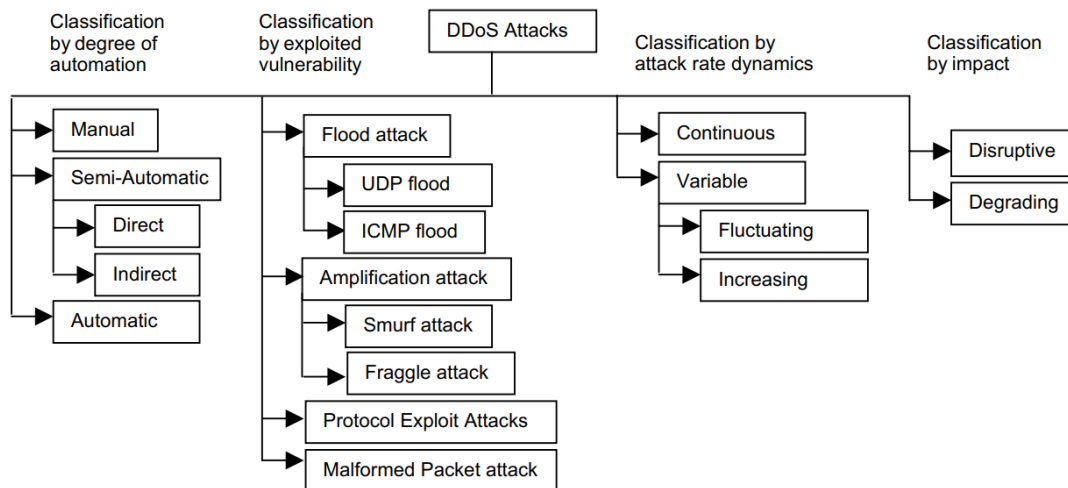 DDoS Attacks
Classification
by degree of
automation
Manual
Semi-Automatic
Direct
Indirect
Automatic
Classification
by exploited
vulnerability
Flood attack
UDP flood
ICMP flood
Amplification attack
Smurf attack
Fraggle attack
Protocol Exploit Attacks
Malformed Packet attack
Classification by
attack rate dynamics
Continuous
Variable
Fluctuating
Increasing
Classification
by impact
Disruptive
Degrading